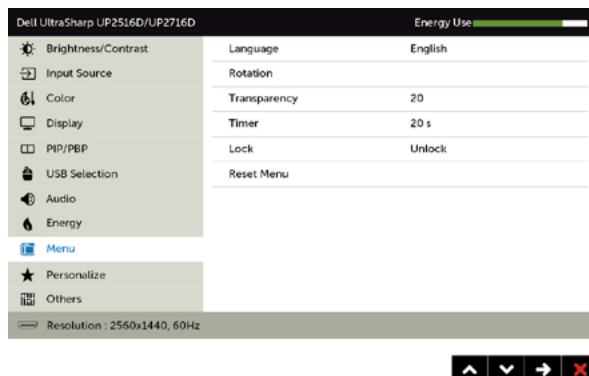 Dell UltraSharp UP2516D/UP2716D Energy Use
Brightness/Contrast Language English
Input Source Rotation
Color Transparency 20
Display Timer 20 s
PIP/PBP Lock Unlock
USB Selection Reset Menu
Audio
Energy
Menu
Personalize
Others
Resolution : 2560x1440, 60Hz